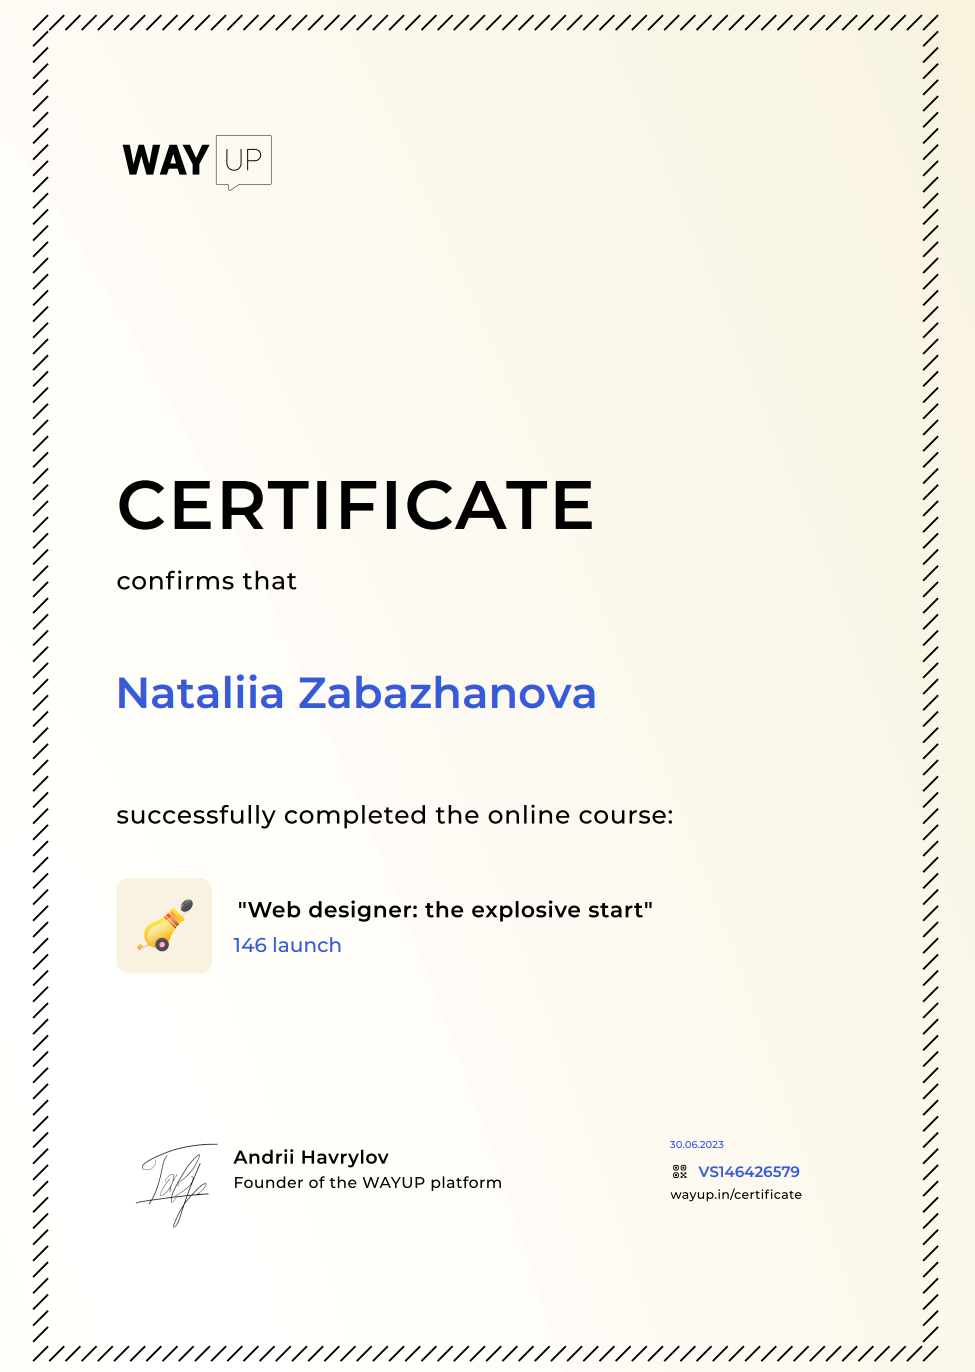 WAY UP
CERTIFICATE
confirms that
Nataliia Zabazhanova
successfully completed the online course:
"Web designer: the explosive start"
146 launch
Andrii Havrylov
Founder of the WAYUP platform
30.06.2023
VS146426579
wayup.in/certificate